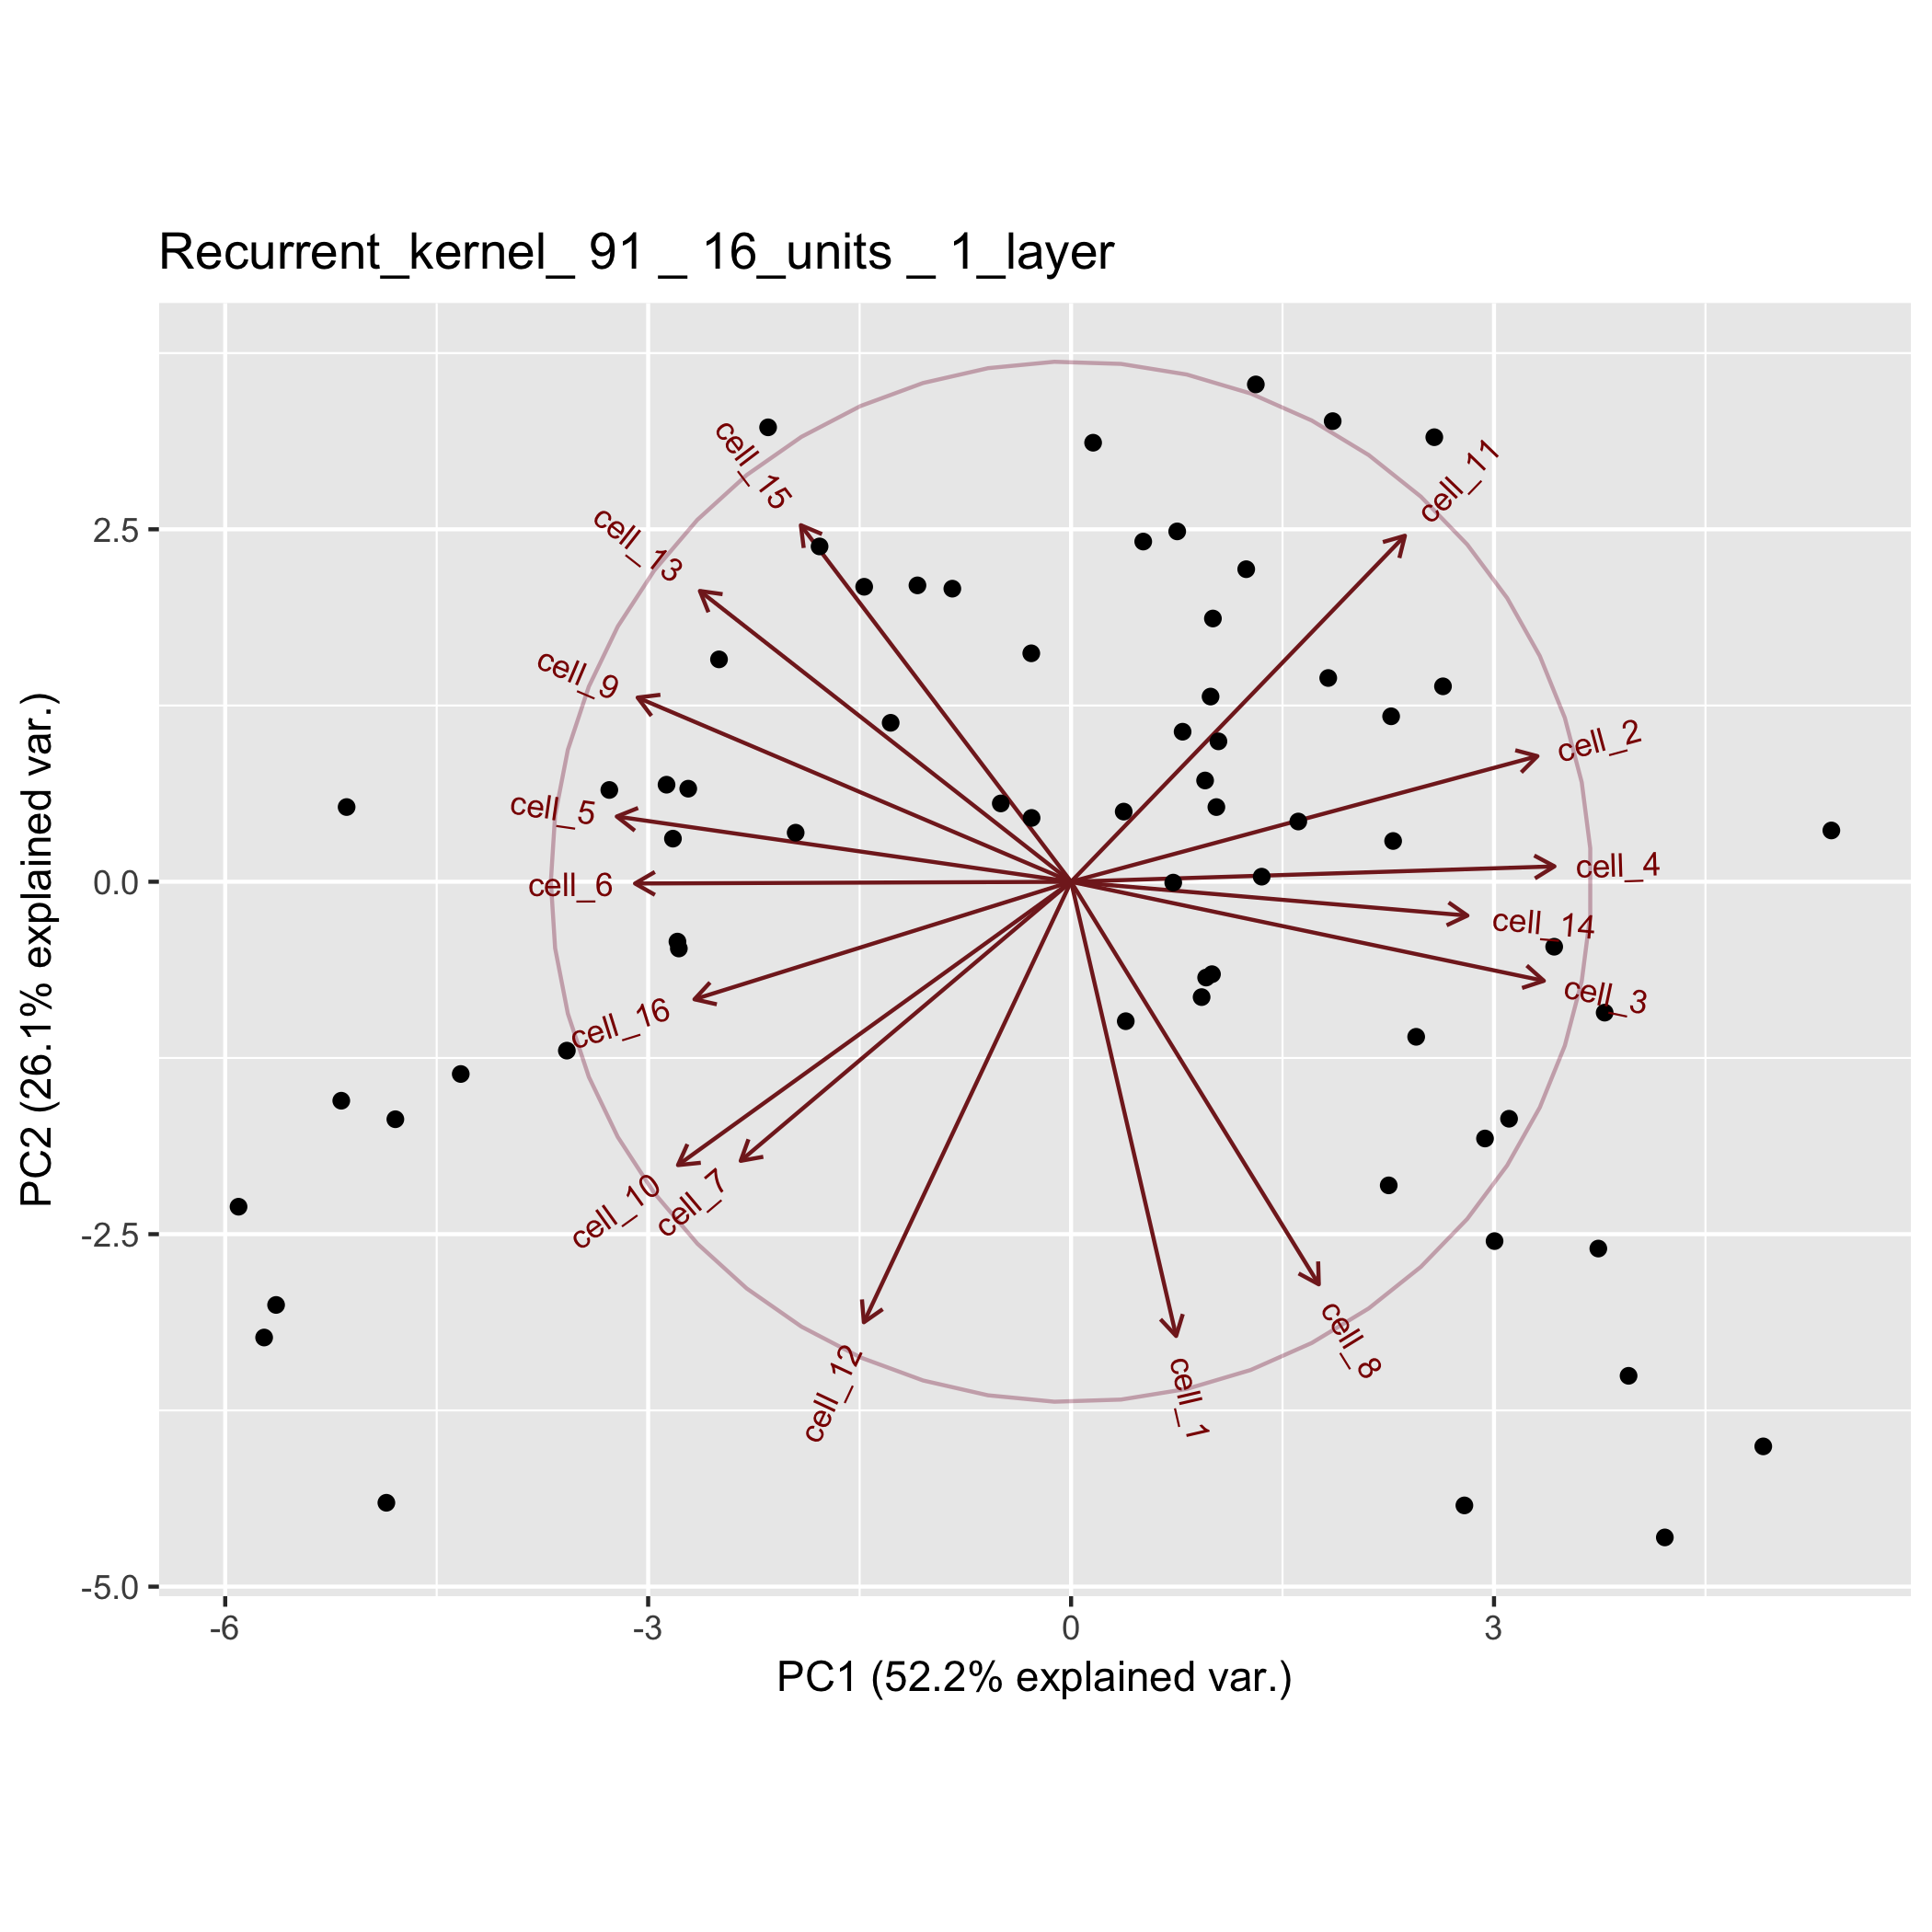 Recurrent_kernel_ 91 _ 16_units _ 1_layer
PC2 (26.1% explained var.)
2.5
0.0
-2.5
-5.0
cell_15
cell_11
cell_13
cell_9
cell_2
cell_5
cell_4
cell_6
cell_14
cell_3
cell_16
cell_10
cell_7
cell_8
cell_12
cell_1
-6
-3
0
3
PC1 (52.2% explained var.)